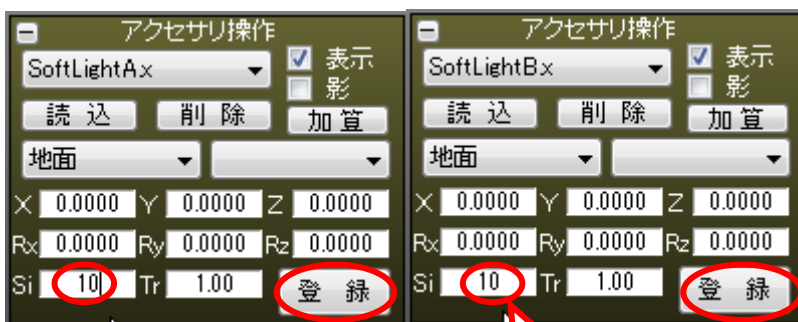 アクセサリ操作
SoftLightA.x
表示
影
読 込
削 除
加 算
地面
X 0.0000 Y 0.0000 Z 0.0000
Rx 0.0000 Ry 0.0000 Rz 0.0000
Si 10 Tr 1.00
登 録
アクセサリ操作
SoftLightB.x
表示
影
読 込
削 除
加 算
地面
X 0.0000 Y 0.0000 Z 0.0000
Rx 0.0000 Ry 0.0000 Rz 0.0000
Si 10 Tr 1.00
登 録